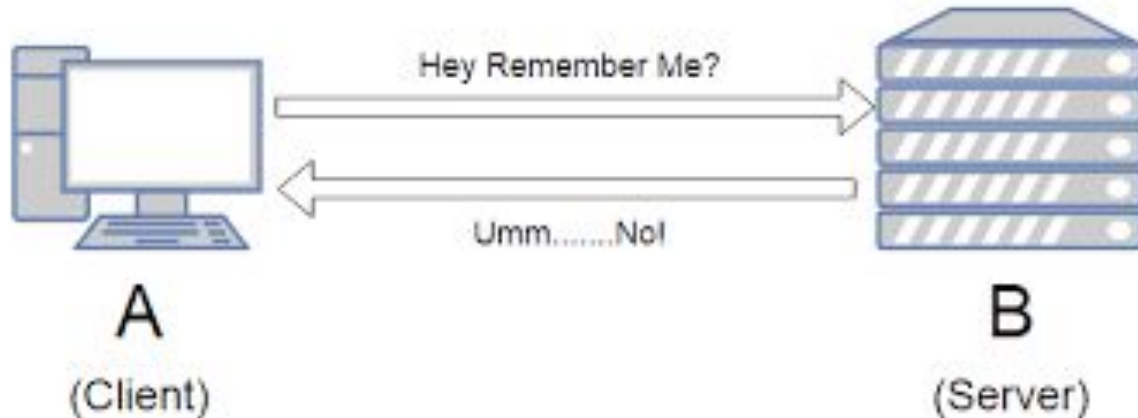 Hey Remember Me?
Umm.......No!
A
B
(Client)
(Server)